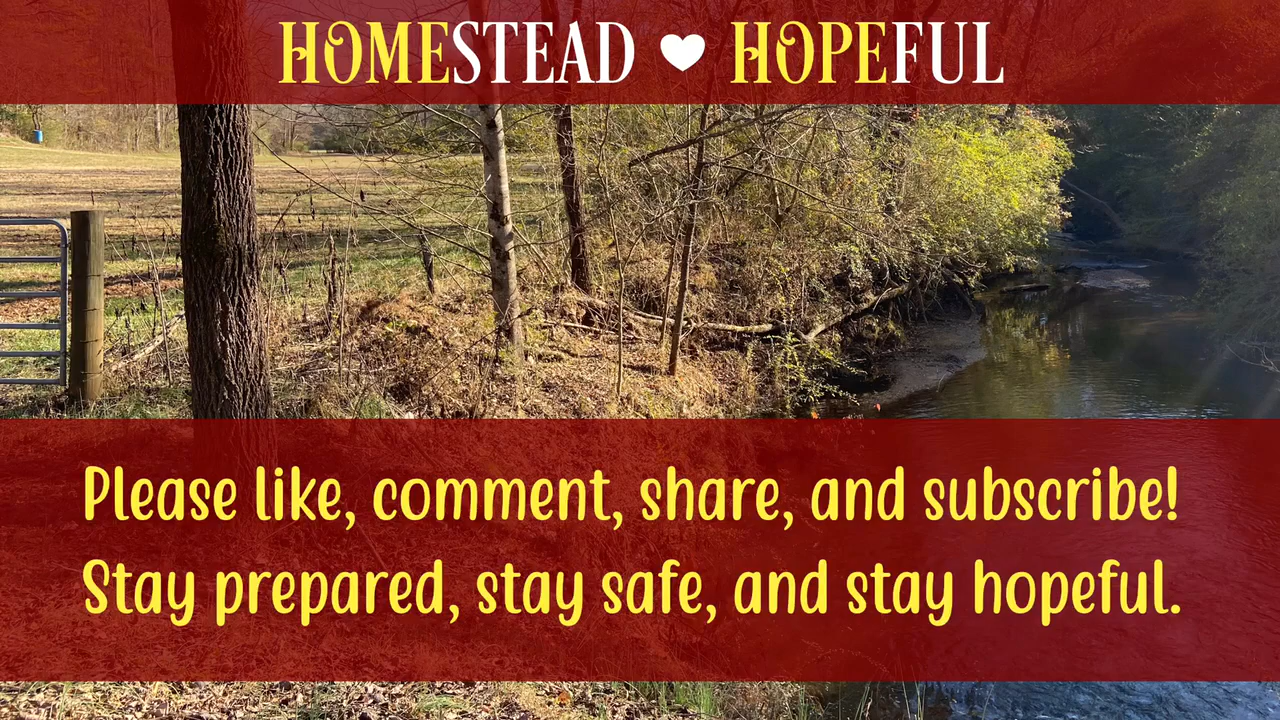 HOMESTEAD HOPEFUL
Please like, comment, share, and subscribe!
Stay prepared, stay safe, and stay hopeful.